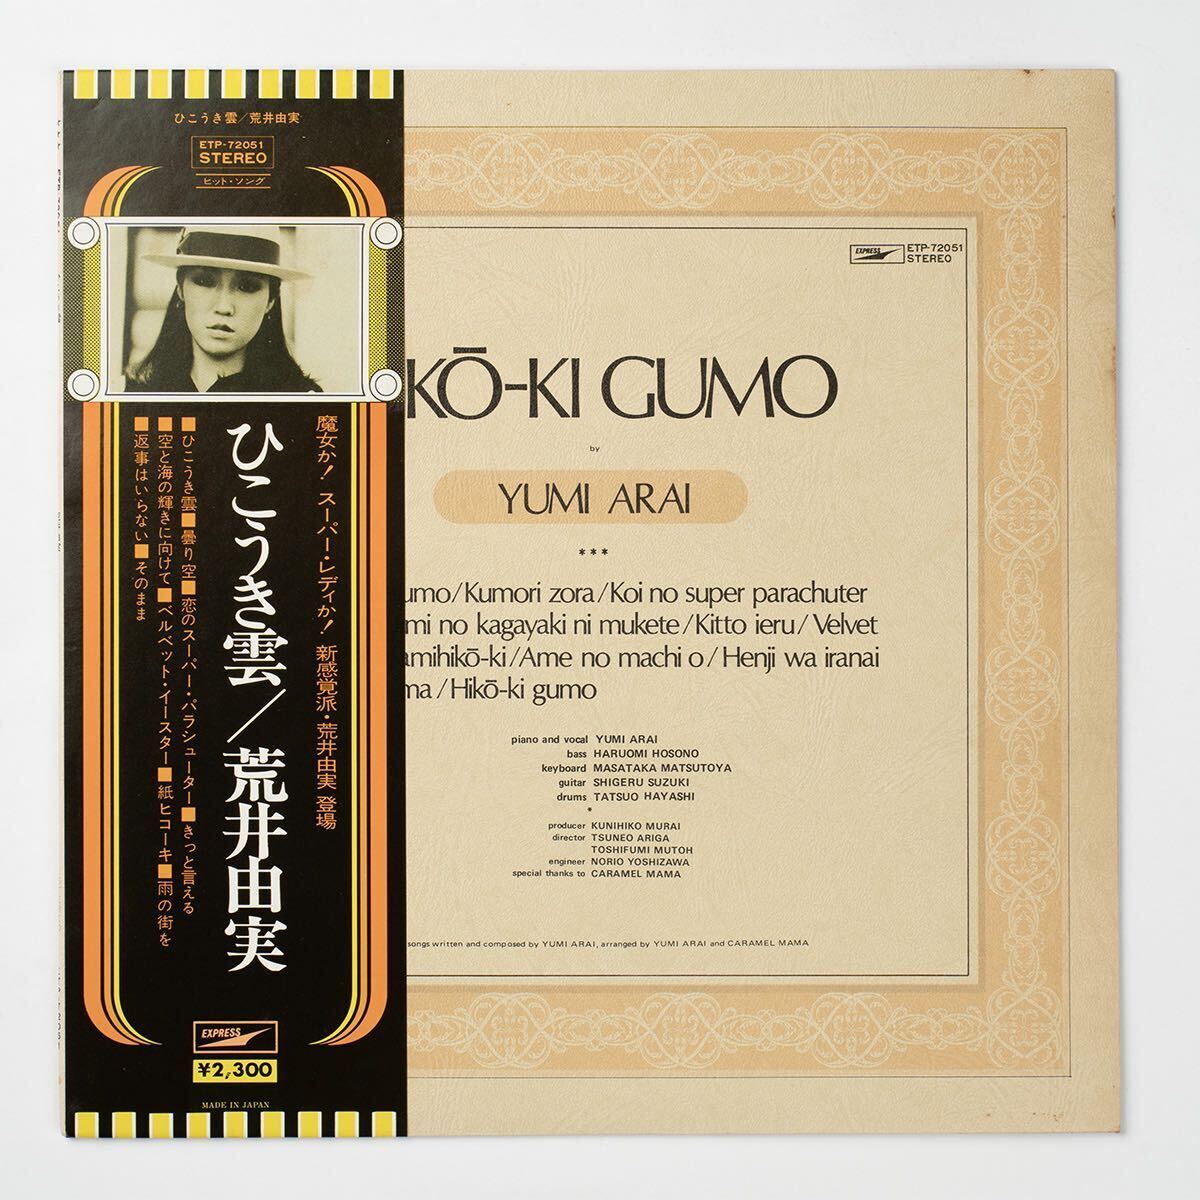 ひこうき雲／荒井由実
ETP-72051
STEREO
ヒット・ソング
魔女か！スーパー・レディか！新感覚派・荒井由実 登場
ひこうき雲／荒井由実
■ひこうき雲■曇り空■恋のスーパー・パラシューター■きっと言える
■空と海の輝きに向けて■ベルベット・イースター■紙ヒコーキ■雨の街を
■返事はいらない■そのまま
EXPRESS
¥2,300
MADE IN JAPAN
EXPRESS
ETP-72051
STEREO
KŌ-KI GUMO
by
YUMI ARAI
***
umo/Kumori zora/Koi no super parachuter
mi no kagayaki ni mukete/Kitto ieru/Velvet
amihikō-ki/Ame no machi o/Henji wa iranai
ma/Hikō-ki gumo
piano and vocal YUMI ARAI
bass HARUOMI HOSONO
keyboard MASATAKA MATSUTOYA
guitar SHIGERU SUZUKI
drums TATSUO HAYASHI
*
producer KUNIHIKO MURAI
director TSUNEO ARIGA
TOSHIFUMI MUTOH
engineer NORIO YOSHIZAWA
special thanks to CARAMEL MAMA
songs written and composed by YUMI ARAI, arranged by YUMI ARAI and CARAMEL MAMA